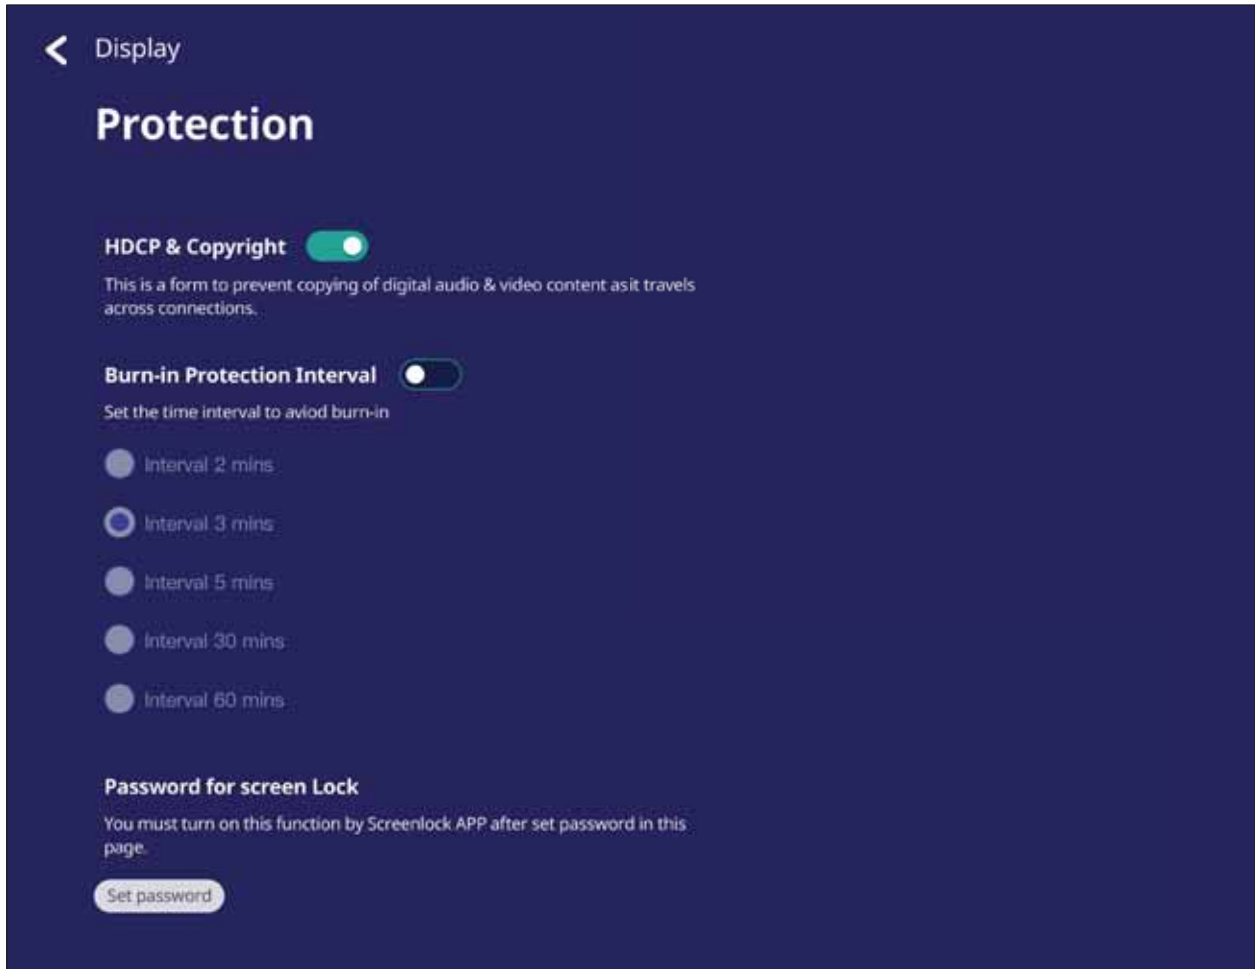 Display
Protection
HDCP & Copyright
This is a form to prevent copying of digital audio & video content asit travels
across connections.
Burn-in Protection Interval
Set the time interval to aviod burn-in
Interval 2 mins
Interval 3 mins
Interval 5 mins
Interval 30 mins
Interval 60 mins
Password for screen Lock
You must turn on this function by Screenlock APP after set password in this
page.
Set password